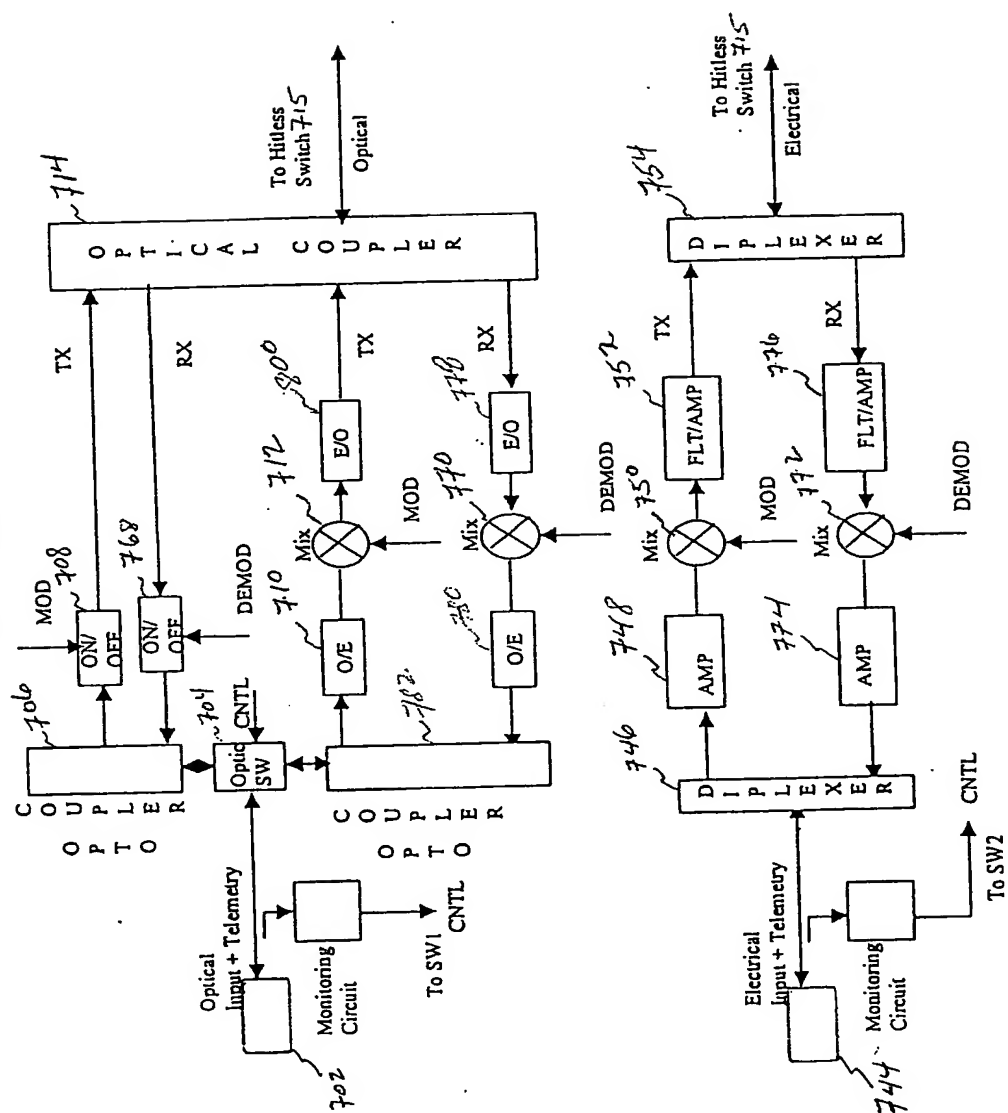 To Hitless
Switch 715
Optical
714
OPTICAL COUPLER
TX
RX
TX
RX
MOD
708
ON/
OFF
768
ON/
OFF
DEMOD
706
OPTO
COUPLER
704
CNTL
Optic
SW
710
O/E
Mix
712
MOD
800
E/O
O/E
Mix
770
DEMOD
778
E/O
782
OPTO
COUPLER
Optical
Input + Telemetry
702
Monitoring
Circuit
To SW1
CNTL
To Hitless
Switch 715
Electrical
754
DIPLEXER
TX
RX
752
FLT/AMP
776
FLT/AMP
Mix
750
MOD
Mix
772
DEMOD
748
AMP
774
AMP
746
DIPLEXER
Electrical
Input + Telemetry
744
Monitoring
Circuit
To SW2
CNTL